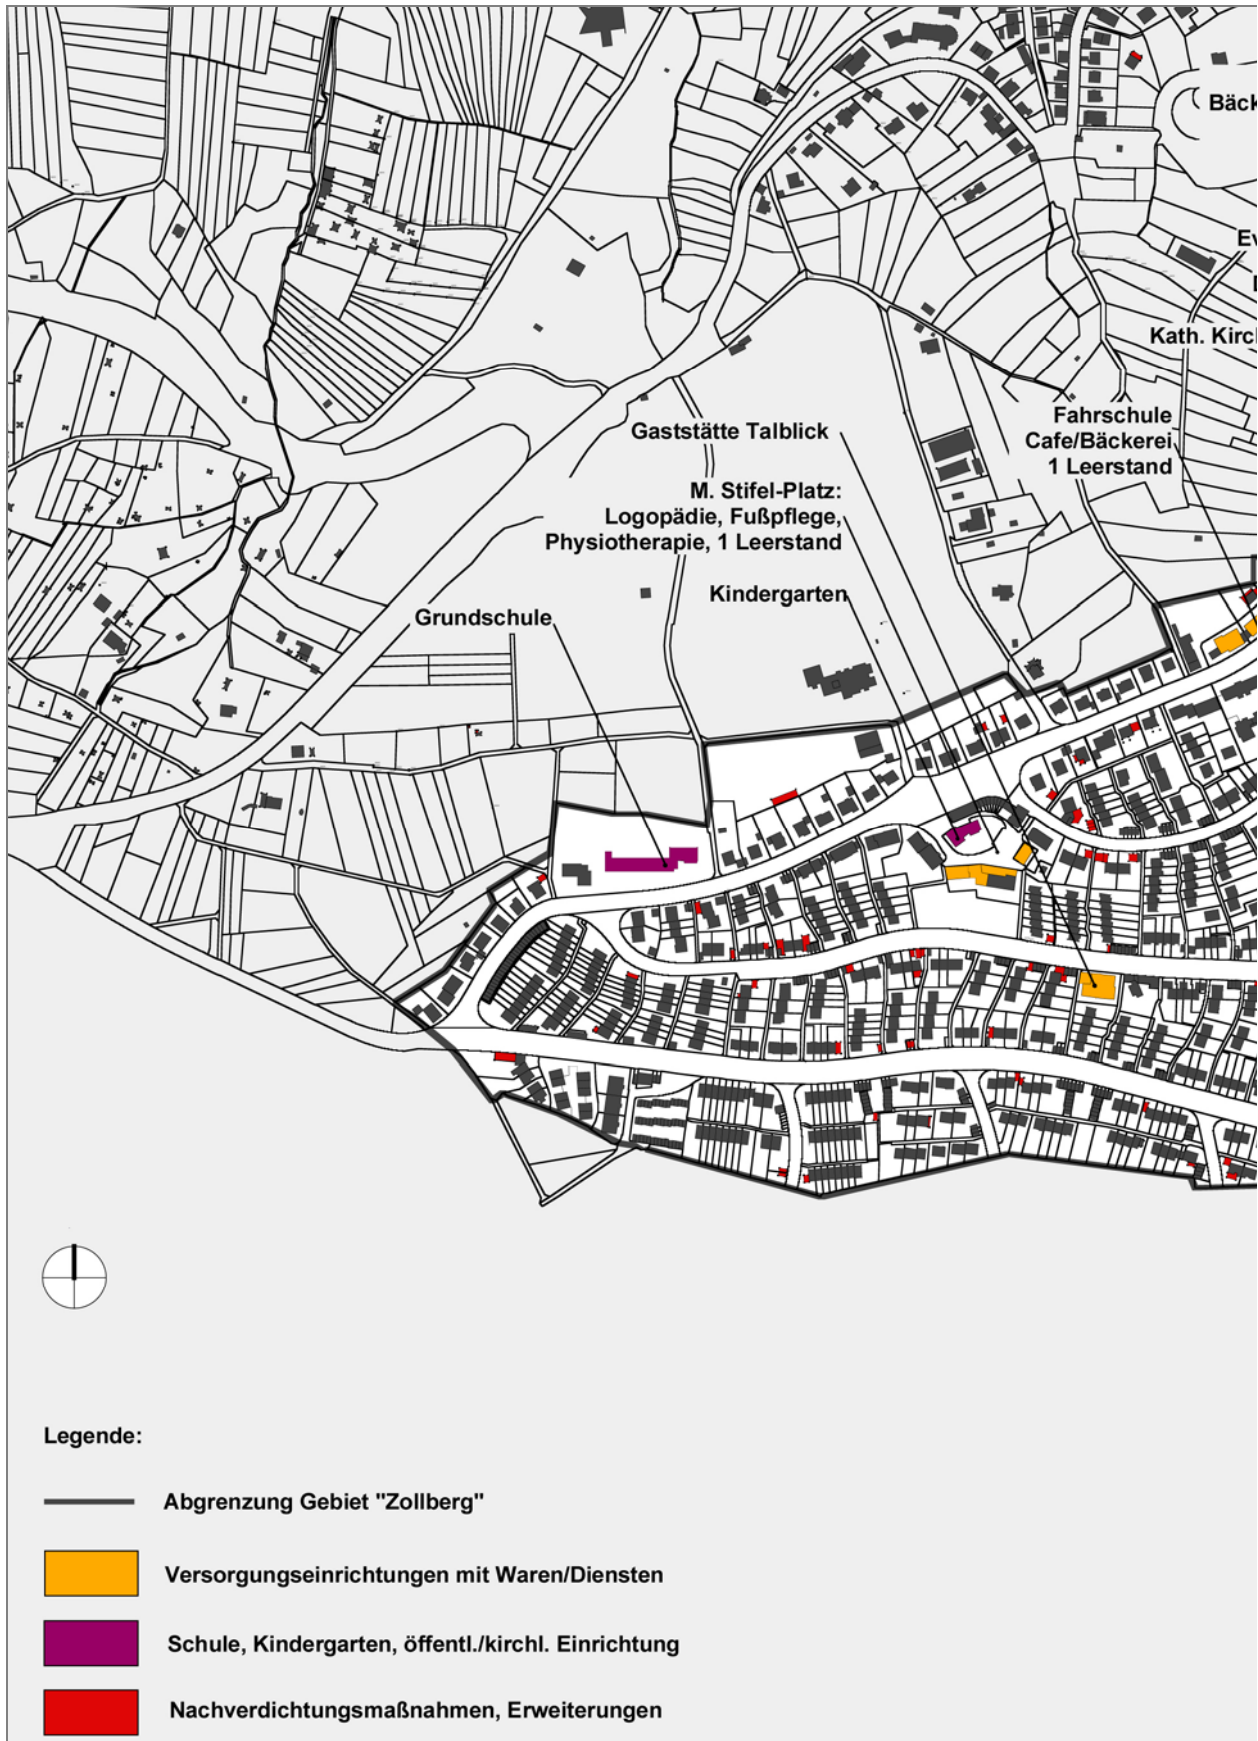 Bäck
Ev
Kath. Kirch
Fahrschule
Cafe/Bäckerei
1 Leerstand
Gaststätte Talblick
M. Stifel-Platz:
Logopädie, Fußpflege,
Physiotherapie, 1 Leerstand
Kindergarten
Grundschule
Legende:
Abgrenzung Gebiet "Zollberg"
Versorgungseinrichtungen mit Waren/Diensten
Schule, Kindergarten, öffentl./kirchl. Einrichtung
Nachverdichtungsmaßnahmen, Erweiterungen